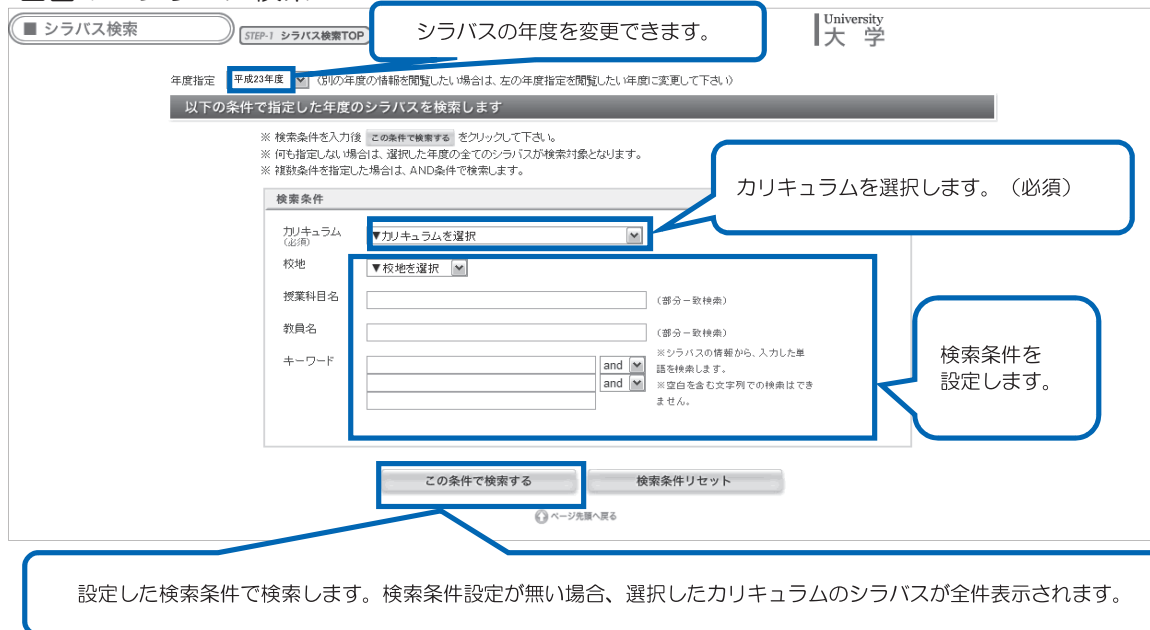 ■ シラバス検索
STEP-1 シラバス検索TOP
シラバスの年度を変更できます。
University
大 学
年度指定 平成23年度 (別の年度の情報を閲覧したい場合は、左の年度指定を閲覧したい年度に変更して下さい)
以下の条件で指定した年度のシラバスを検索します
※ 検索条件を入力後 この条件で検索する をクリックして下さい。
※ 何も指定しない場合は、選択した年度の全てのシラバスが検索対象となります。
※ 複数条件を指定した場合は、AND条件で検索します。
カリキュラムを選択します。（必須）
検索条件
カリキュラム
(必須)
▼カリキュラムを選択
校地 ▼校地を選択
授業科目名 (部分一致検索)
教員名 (部分一致検索)
キーワード
and
and
※シラバスの情報から、入力した単
語を検索します。
※空白を含む文字列での検索はでき
ません。
検索条件を
設定します。
この条件で検索する 検索条件リセット
ページ先頭へ戻る
設定した検索条件で検索します。検索条件設定が無い場合、選択したカリキュラムのシラバスが全件表示されます。